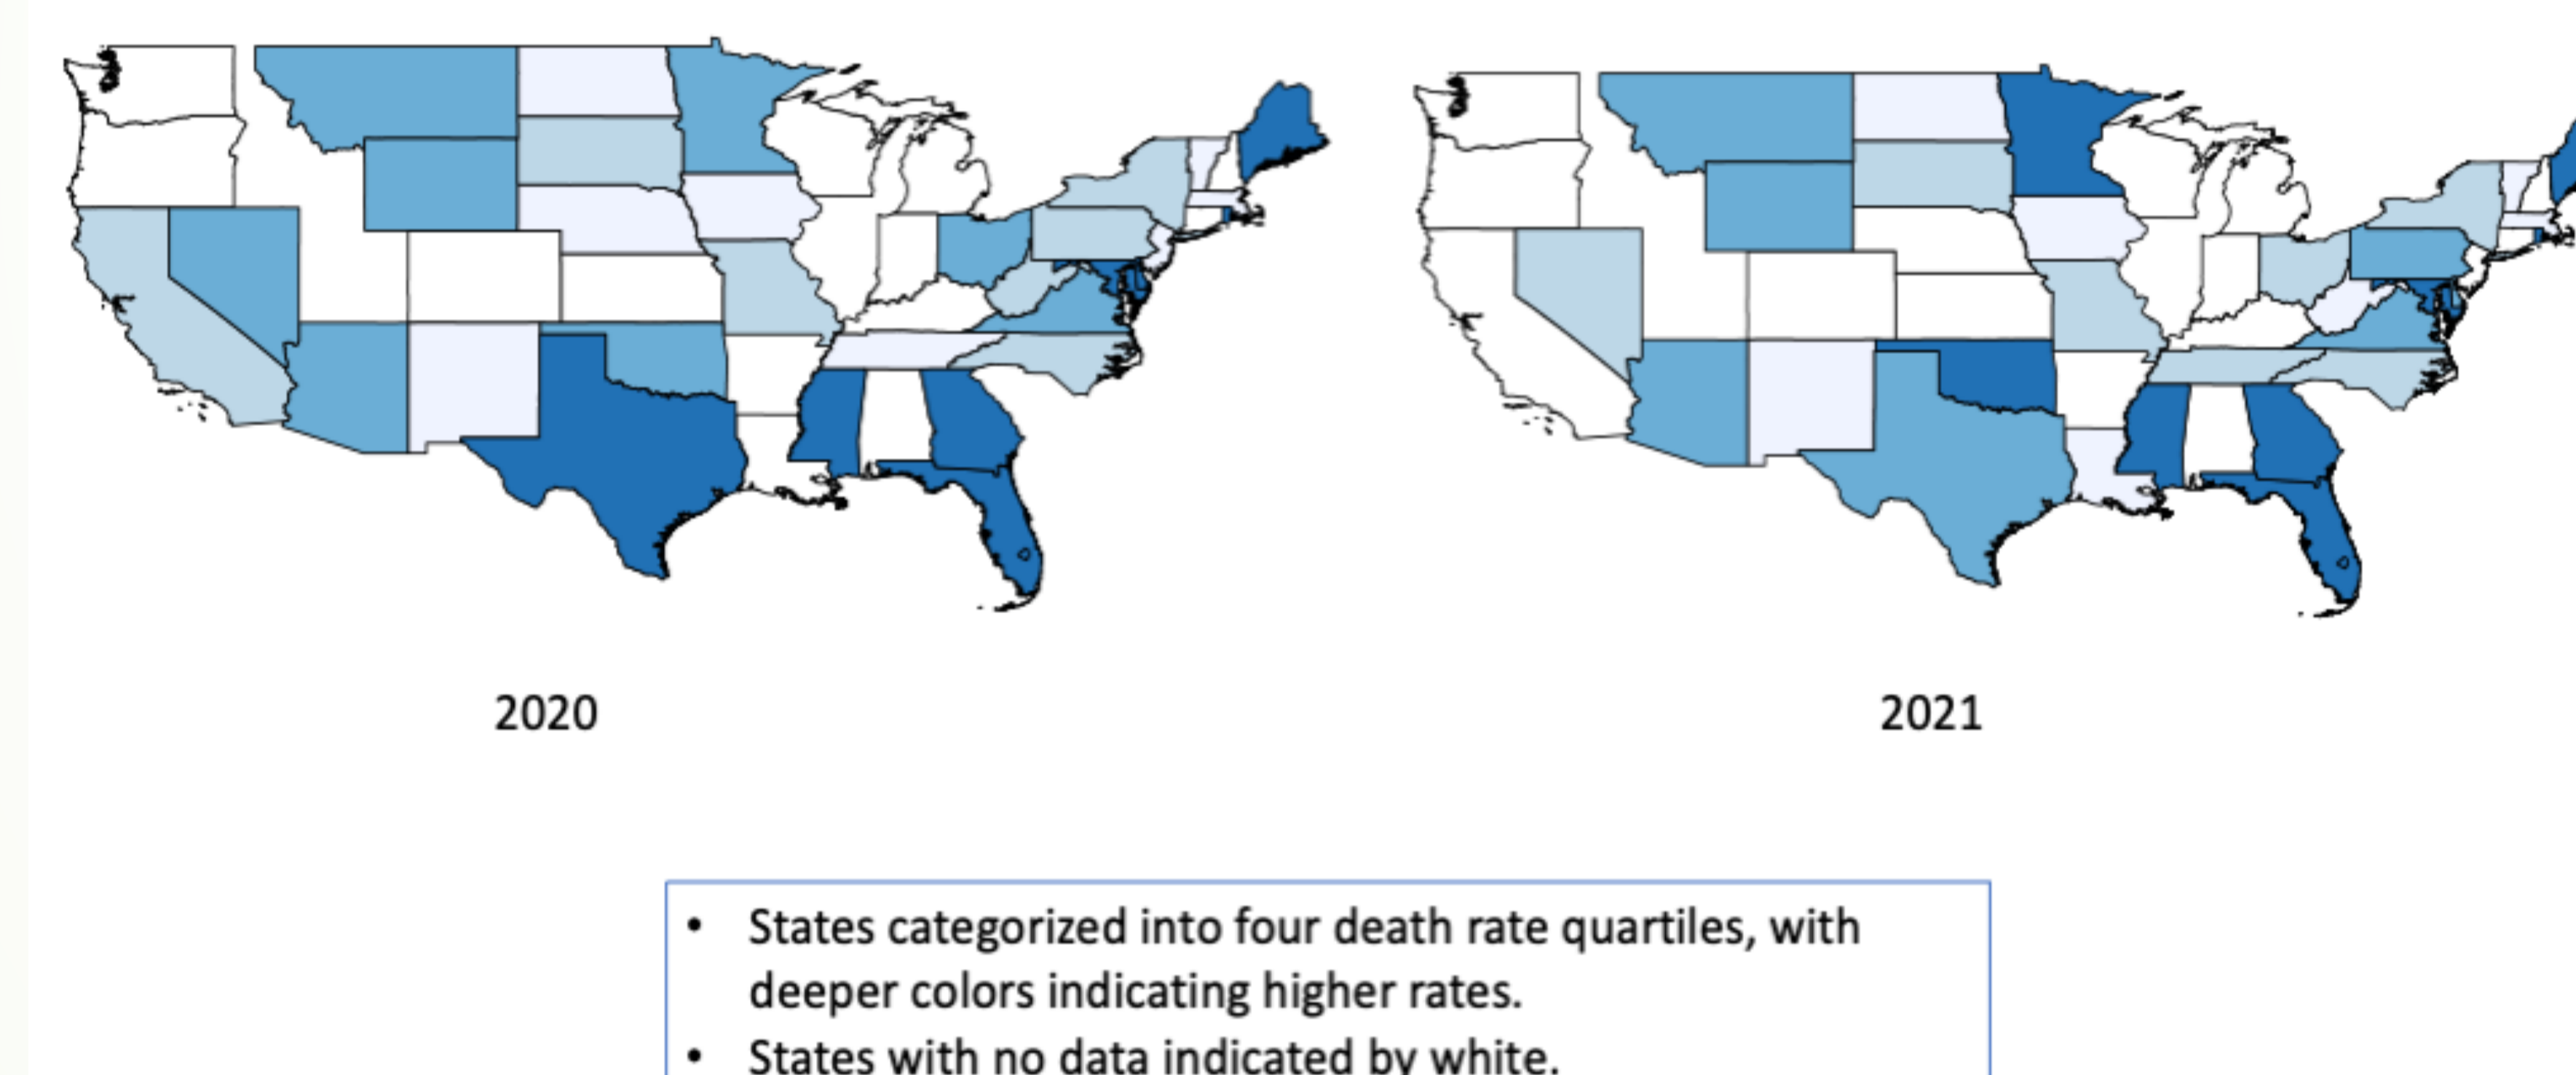 2020
2021
• States categorized into four death rate quartiles, with
deeper colors indicating higher rates.
• States with no data indicated by white.